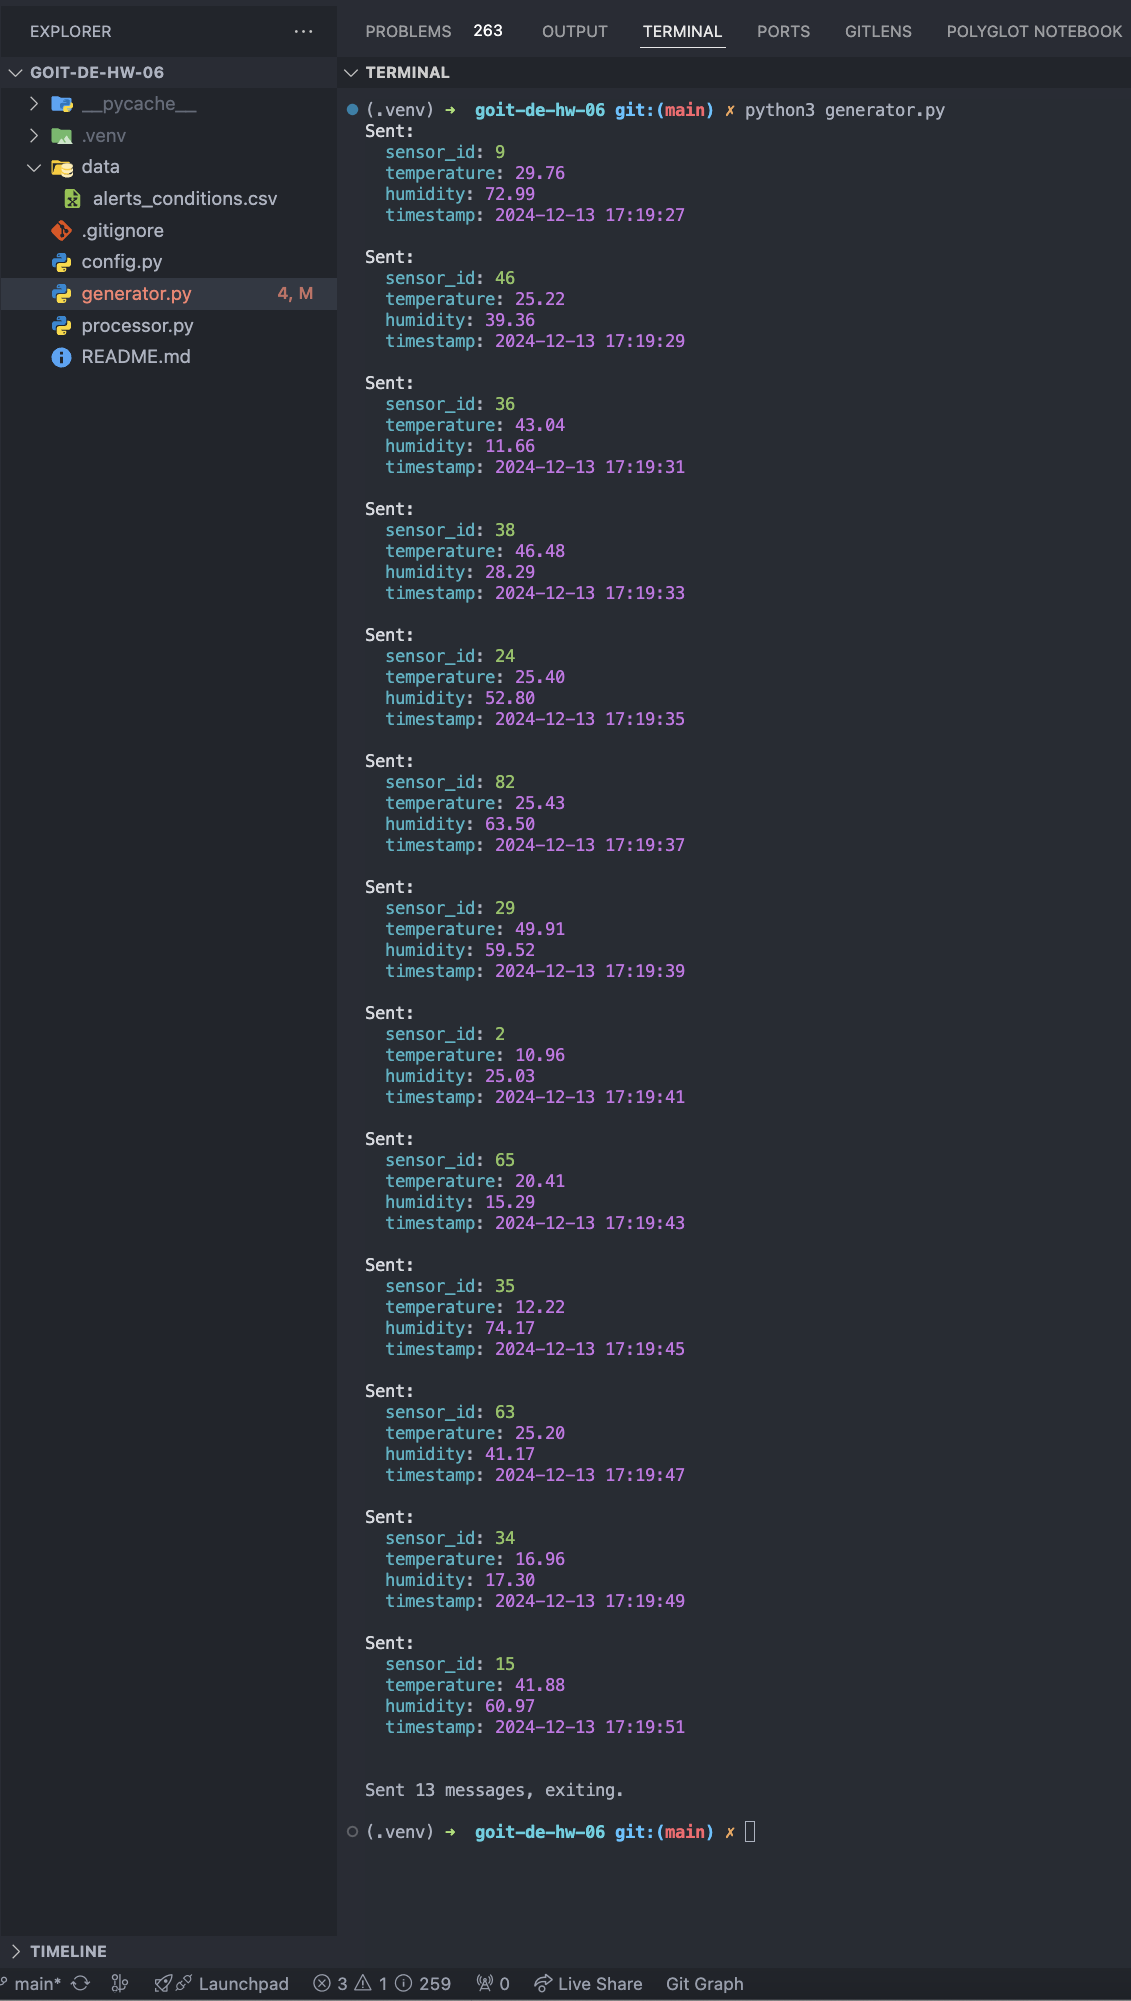 EXPLORER
GOIT-DE-HW-06
__pycache__
.venv
data
alerts_conditions.csv
.gitignore
config.py
generator.py 4, M
processor.py
README.md
PROBLEMS 263 OUTPUT TERMINAL PORTS GITLENS POLYGLOT NOTEBOOK
TERMINAL
(.venv) ➜ goit-de-hw-06 git:(main) ✗ python3 generator.py
Sent:
sensor_id: 9
temperature: 29.76
humidity: 72.99
timestamp: 2024-12-13 17:19:27
Sent:
sensor_id: 46
temperature: 25.22
humidity: 39.36
timestamp: 2024-12-13 17:19:29
Sent:
sensor_id: 36
temperature: 43.04
humidity: 11.66
timestamp: 2024-12-13 17:19:31
Sent:
sensor_id: 38
temperature: 46.48
humidity: 28.29
timestamp: 2024-12-13 17:19:33
Sent:
sensor_id: 24
temperature: 25.40
humidity: 52.80
timestamp: 2024-12-13 17:19:35
Sent:
sensor_id: 82
temperature: 25.43
humidity: 63.50
timestamp: 2024-12-13 17:19:37
Sent:
sensor_id: 29
temperature: 49.91
humidity: 59.52
timestamp: 2024-12-13 17:19:39
Sent:
sensor_id: 2
temperature: 10.96
humidity: 25.03
timestamp: 2024-12-13 17:19:41
Sent:
sensor_id: 65
temperature: 20.41
humidity: 15.29
timestamp: 2024-12-13 17:19:43
Sent:
sensor_id: 35
temperature: 12.22
humidity: 74.17
timestamp: 2024-12-13 17:19:45
Sent:
sensor_id: 63
temperature: 25.20
humidity: 41.17
timestamp: 2024-12-13 17:19:47
Sent:
sensor_id: 34
temperature: 16.96
humidity: 17.30
timestamp: 2024-12-13 17:19:49
Sent:
sensor_id: 15
temperature: 41.88
humidity: 60.97
timestamp: 2024-12-13 17:19:51
Sent 13 messages, exiting.
(.venv) ➜ goit-de-hw-06 git:(main) ✗
TIMELINE
main* Launchpad 3 1 259 0 Live Share Git Graph